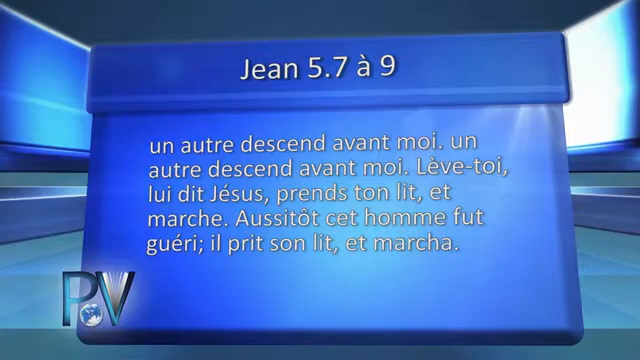 Jean 5.7 à 9
un autre descend avant moi. un
autre descend avant moi. Lève-toi,
lui dit Jésus, prends ton lit, et
marche. Aussitôt cet homme fut
guéri; il prit son lit, et marcha.
PV